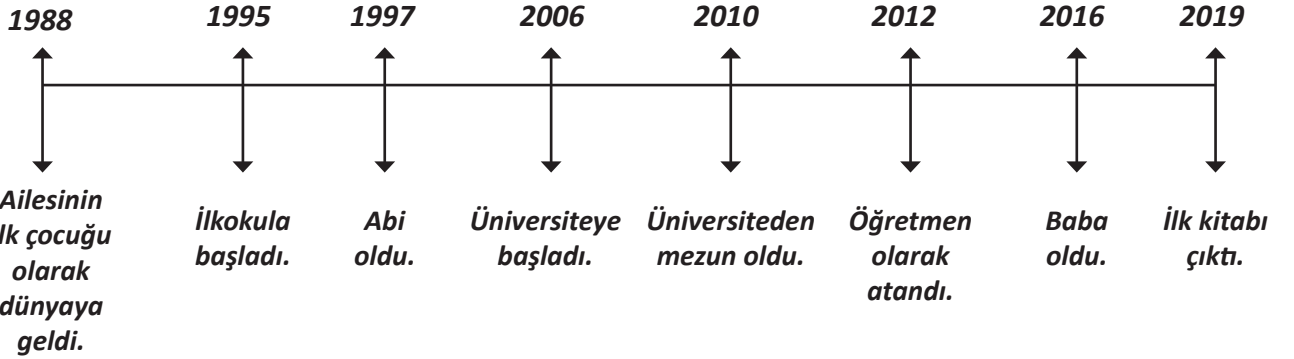 1988 1995 1997 2006 2010 2012 2016 2019
Ailesinin
lk çocuğu
olarak
dünyaya
geldi.
İlkokula
başladı.
Abi
oldu.
Üniversiteye
başladı.
Üniversiteden
mezun oldu.
Öğretmen
olarak
atandı.
Baba
oldu.
İlk kitabı
çıktı.